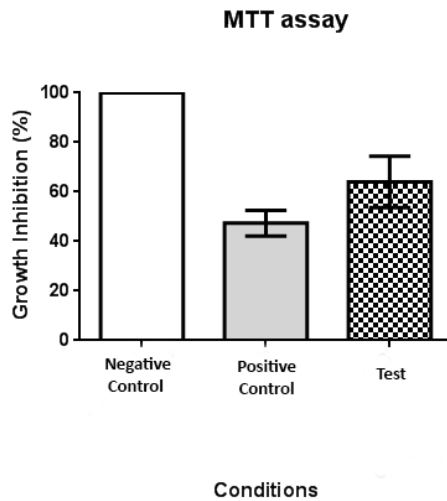 MTT assay
Growth Inhibition (%)
100
80
60
40
20
0
Negative
Control
Positive
Control
Test
Conditions